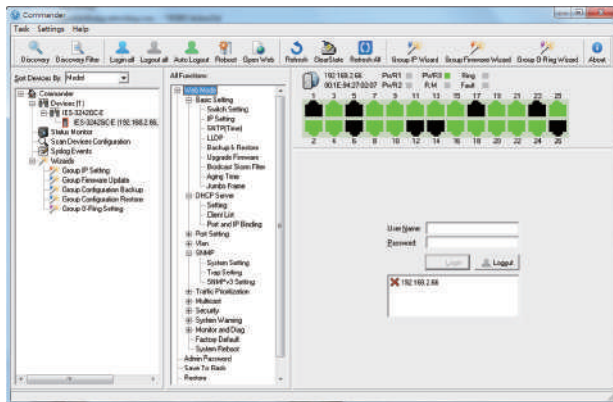 Commander
Task Settings Help
Discovery Discovery Filter Login all Logout all Auto Logout Reboot Open Web Refresh ClearState Refresh All Group IP Wizard Group Firmware Wizard Group O-Ring Wizard About
Sort Devices By: Model
Commander
Devices (1)
IES-3242GC-E
IES-3242GC-E (192.168.2.66,
Status Monitor
Scan Devices Configuration
Syslog Events
Wizards
Group IP Setting
Group Firmware Update
Group Configuration Backup
Group Configuration Restore
Group O-Ring Setting
All Functions:
Web Mode
Basic Setting
Switch Setting
IP Setting
SNTP(Time)
LLDP
Backup & Restore
Upgrade Firmware
Brodcast Storm Filter
Aging Time
Jumbo Frame
DHCP Server
Setting
Client List
Port and IP Binding
Port Setting
Vlan
SNMP
System Setting
Trap Setting
SNMP v3 Setting
Traffic Prioritization
Multicast
Security
System Warning
Monitor and Diag
Factory Default
System Reboot
Admin Password
Save To Flash
Restore
192.168.2.66 PWR1 PWR3 Ring
00:1E:94:27:02:07 PWR2 R.M Fault
1 3 5 7 9 11 13 15 17 19 21 23 25
2 4 6 8 10 12 14 16 18 20 22 24 26
User Name:
Password:
Login Logout
192.168.2.66